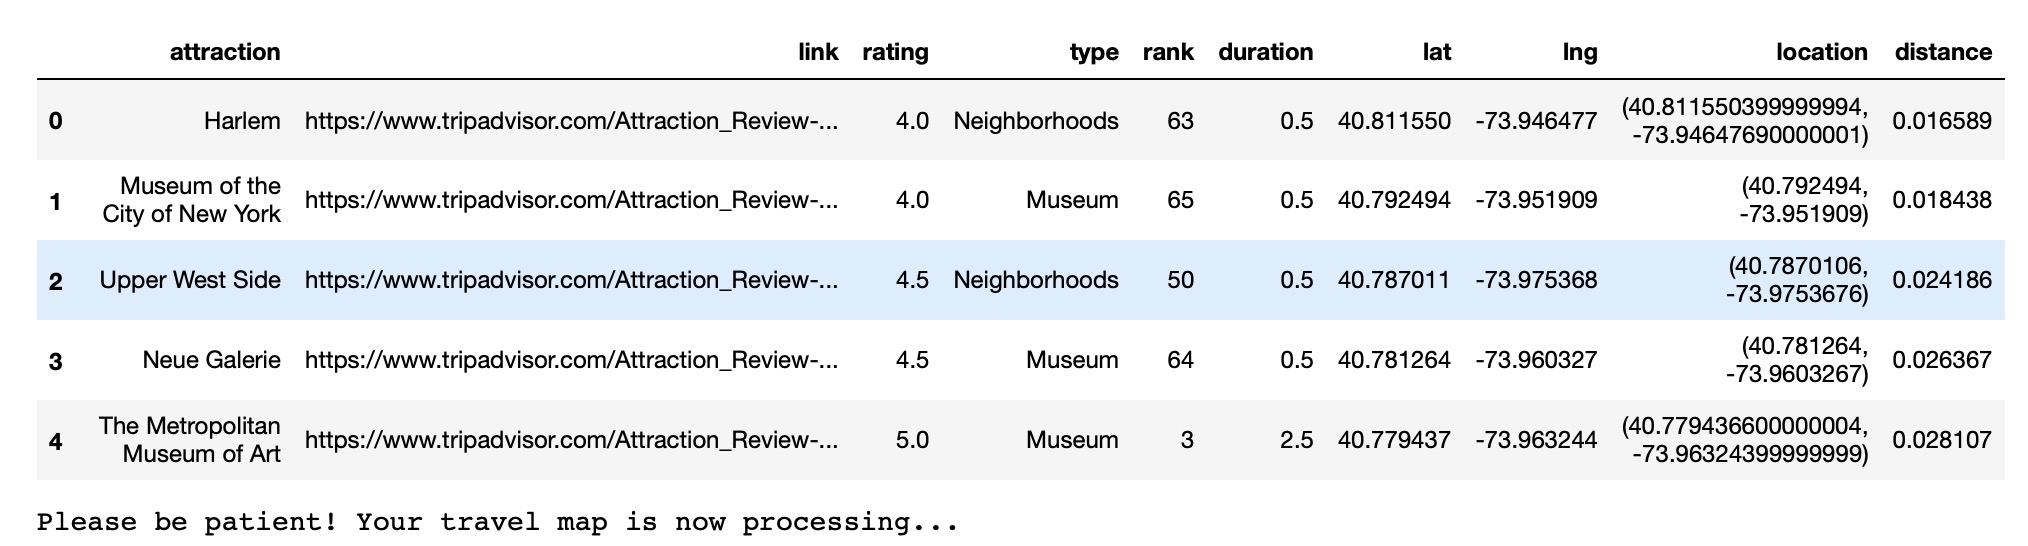 attraction link rating type rank duration lat lng location distance
0 Harlem https://www.tripadvisor.com/Attraction_Review-... 4.0 Neighborhoods 63 0.5 40.811550 -73.946477 (40.811550399999994, -73.94647690000001) 0.016589
1 Museum of the City of New York https://www.tripadvisor.com/Attraction_Review-... 4.0 Museum 65 0.5 40.792494 -73.951909 (40.792494, -73.951909) 0.018438
2 Upper West Side https://www.tripadvisor.com/Attraction_Review-... 4.5 Neighborhoods 50 0.5 40.787011 -73.975368 (40.7870106, -73.9753676) 0.024186
3 Neue Galerie https://www.tripadvisor.com/Attraction_Review-... 4.5 Museum 64 0.5 40.781264 -73.960327 (40.781264, -73.9603267) 0.026367
4 The Metropolitan Museum of Art https://www.tripadvisor.com/Attraction_Review-... 5.0 Museum 3 2.5 40.779437 -73.963244 (40.779436600000004, -73.96324399999999) 0.028107
Please be patient! Your travel map is now processing...